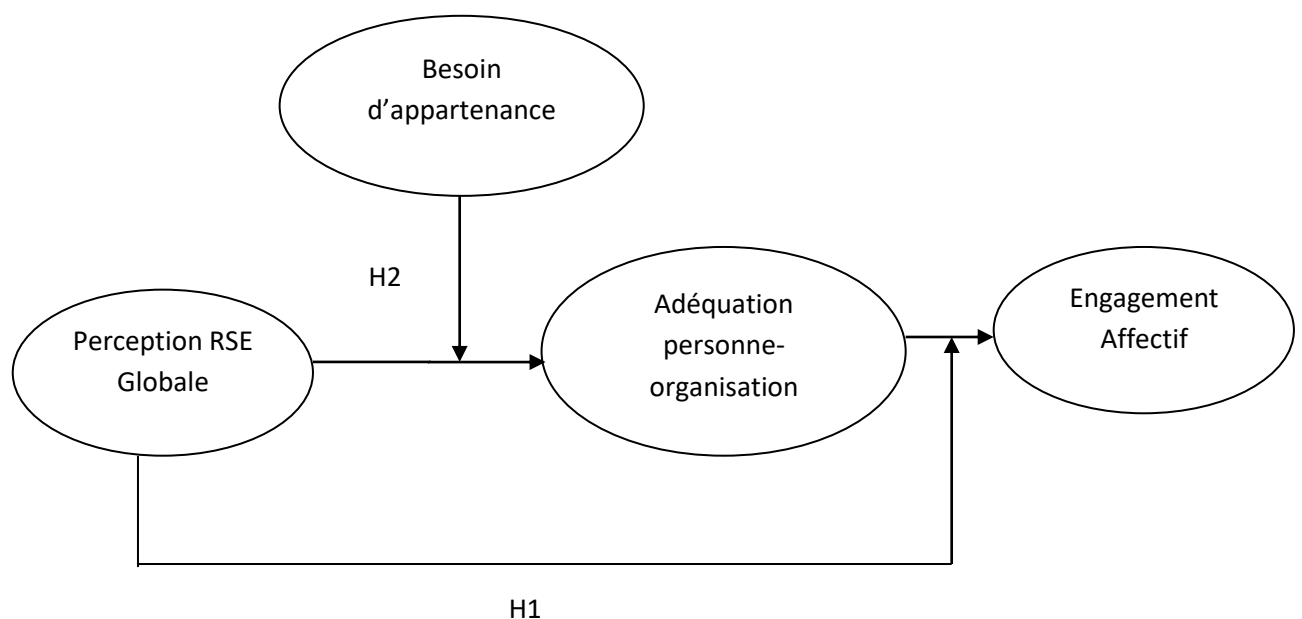 Besoin
d’appartenance
H2
Perception RSE
Globale
Adéquation
personne-
organisation
Engagement
Affectif
H1